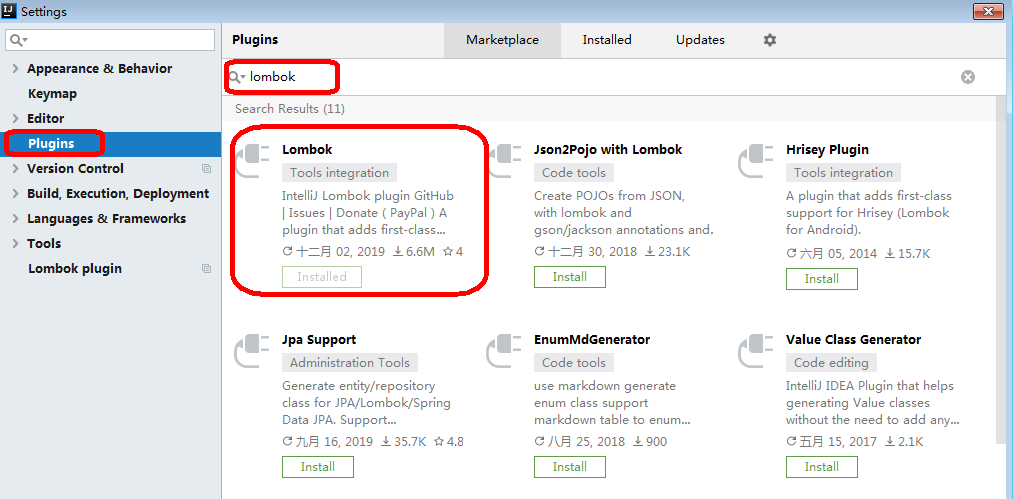 IJ Settings
Appearance & Behavior
Keymap
Editor
Plugins
Version Control
Build, Execution, Deployment
Languages & Frameworks
Tools
Lombok plugin
Plugins
Marketplace
Installed
Updates
lombok
Search Results (11)
Lombok
Tools integration
IntelliJ Lombok plugin GitHub
| Issues | Donate ( PayPal ) A
plugin that adds first-class...
十二月 02, 2019 6.6M 4
Installed
Json2Pojo with Lombok
Code tools
Create POJOs from JSON,
with lombok and
gson/jackson annotations and.
十二月 30, 2018 23.1K
Install
Hrisey Plugin
Tools integration
A plugin that adds first-class
support for Hrisey (Lombok
for Android).
六月 05, 2014 15.7K
Install
Jpa Support
Administration Tools
Generate entity/repository
class for JPA/Lombok/Spring
Data JPA. Support...
九月 16, 2019 35.7K 4.8
Install
EnumMdGenerator
Code tools
use markdown generate
enum class support
markdown table to enum...
八月 25, 2018 900
Install
Value Class Generator
Code editing
IntelliJ IDEA Plugin that helps
generating Value classes
without the need to add any...
五月 15, 2017 2.1K
Install